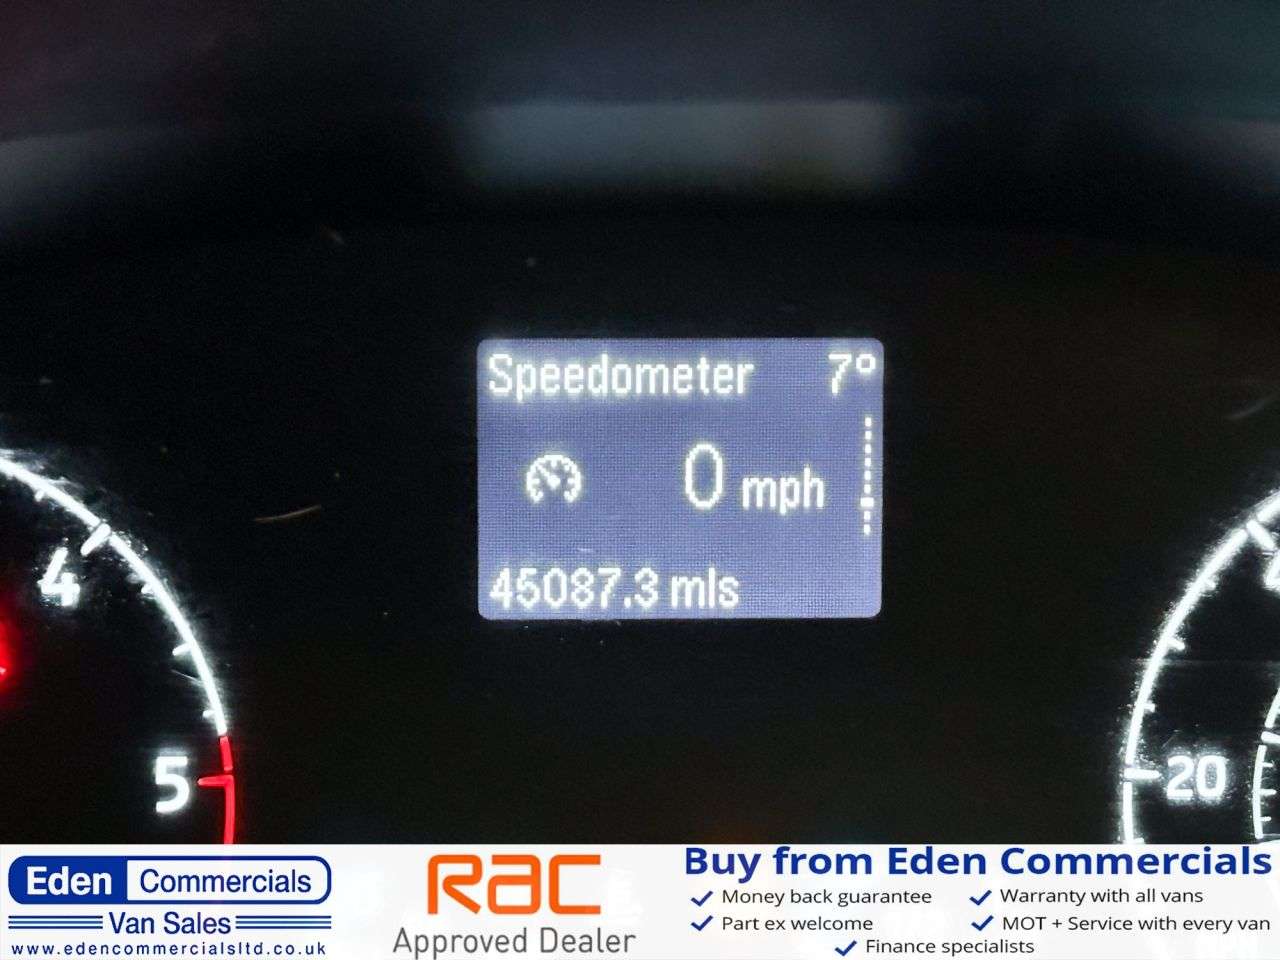 Speedometer 7°
0 mph
45087.3 mls
4
5
20
Eden Commercials
Van Sales
www.edencommercialsltd.co.uk
RAC
Approved Dealer
Buy from Eden Commercials
Money back guarantee
Warranty with all vans
Part ex welcome
MOT + Service with every van
Finance specialists